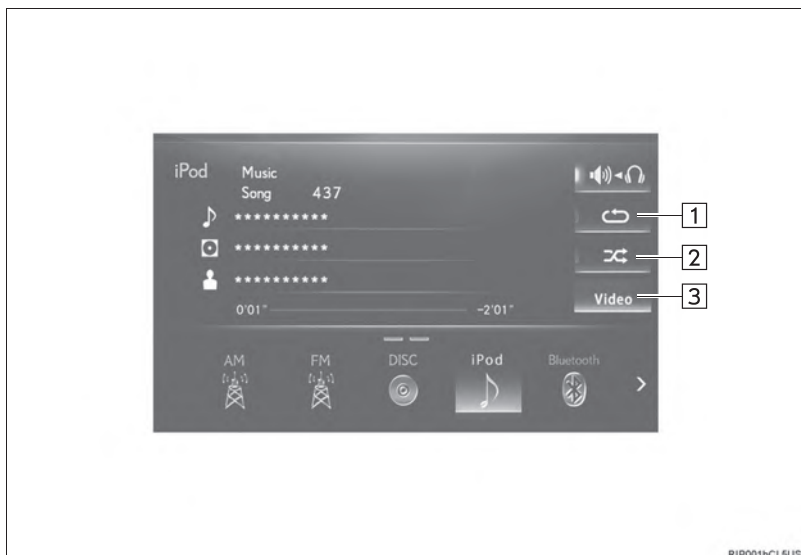 iPod
Music
Song 437
**********
**********
**********
0'01" -2'01"
1
2
3
Video
AM FM DISC iPod Bluetooth >